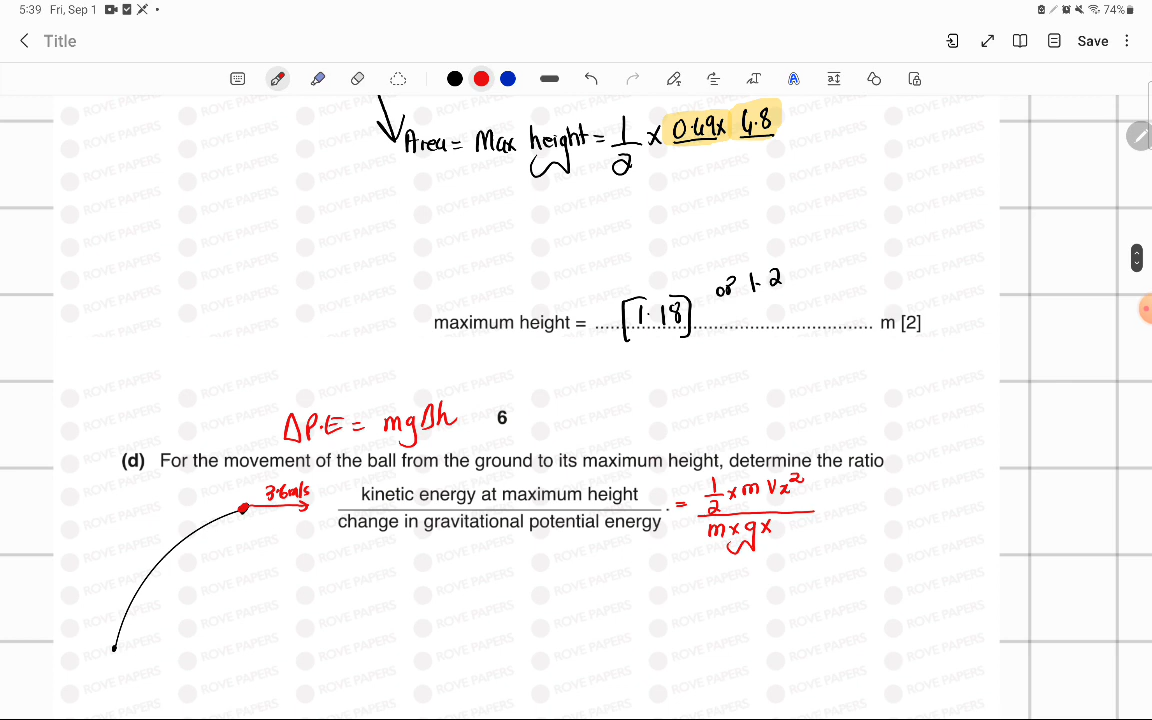 5:39 Fri, Sep 1
74%
Title
Save
Area = Max height = 1/2 × 0.49 × 4.8
or 1.2
maximum height = ......[1.18]...... m [2]
ΔP.E = mgΔh
6
(d) For the movement of the ball from the ground to its maximum height, determine the ratio
3.6m/s
kinetic energy at maximum height
change in gravitational potential energy .
= 1/2 × m Vx²
m × g ×
ROVE PAPERS